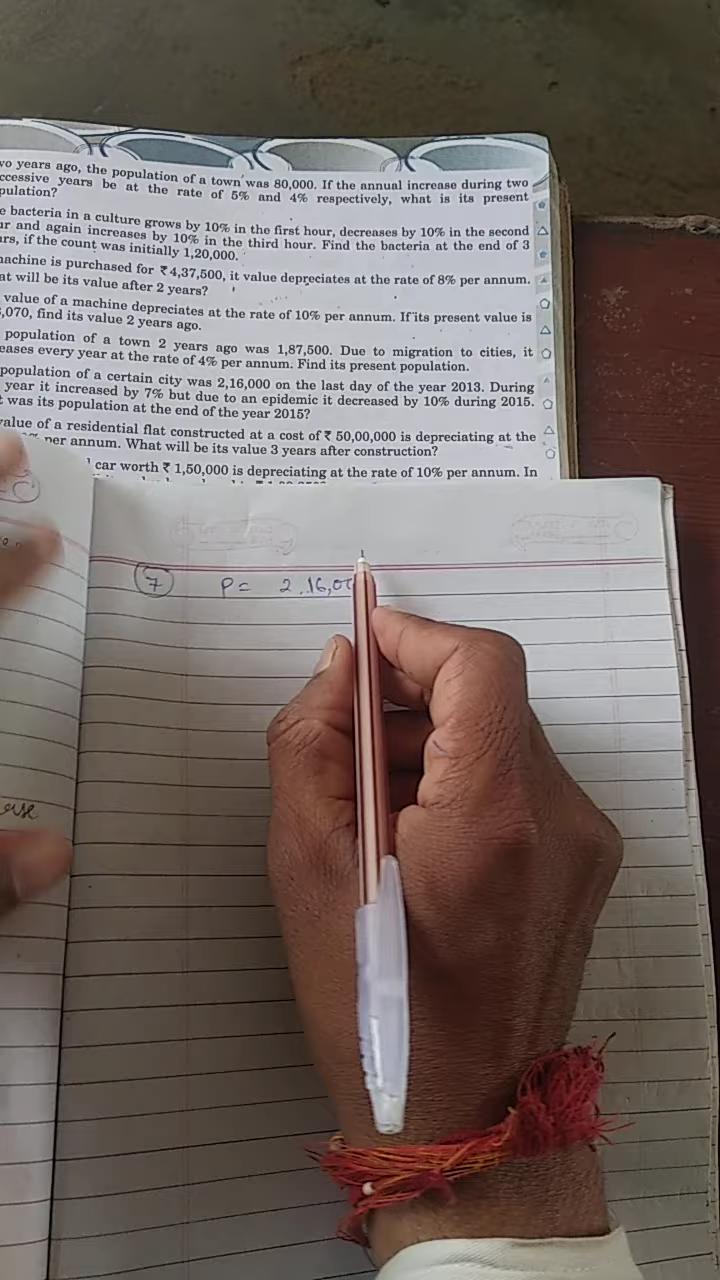 vo years ago, the population of a town was 80,000. If the annual increase during two
ccessive years be at the rate of 5% and 4% respectively, what is its present
pulation?
e bacteria in a culture grows by 10% in the first hour, decreases by 10% in the second
ur and again increases by 10% in the third hour. Find the bacteria at the end of 3
urs, if the count was initially 1,20,000.
achine is purchased for ₹ 4,37,500, it value depreciates at the rate of 8% per annum.
at will be its value after 2 years?
value of a machine depreciates at the rate of 10% per annum. If its present value is
,070, find its value 2 years ago.
population of a town 2 years ago was 1,87,500. Due to migration to cities, it
eases every year at the rate of 4% per annum. Find its present population.
population of a certain city was 2,16,000 on the last day of the year 2013. During
year it increased by 7% but due to an epidemic it decreased by 10% during 2015.
t was its population at the end of the year 2015?
value of a residential flat constructed at a cost of ₹ 50,00,000 is depreciating at the
% per annum. What will be its value 3 years after construction?
car worth ₹ 1,50,000 is depreciating at the rate of 10% per annum. In
7 P= 2,16,00
ase